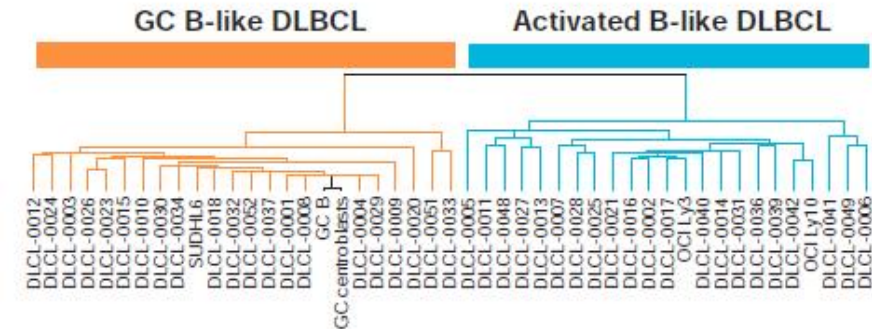 GC B-like DLBCL
Activated B-like DLBCL
DLCL-0012
DLCL-0024
DLCL-0003
DLCL-0026
DLCL-0023
DLCL-0015
DLCL-0010
DLCL-0030
DLCL-0034
SUDHL6
DLCL-0018
DLCL-0032
DLCL-0052
DLCL-0037
DLCL-0001
DLCL-0008
GC B
GC centroblasts
DLCL-0004
DLCL-0029
DLCL-0009
DLCL-0020
DLCL-0051
DLCL-0033
DLCL-0005
DLCL-0011
DLCL-0048
DLCL-0027
DLCL-0013
DLCL-0007
DLCL-0028
DLCL-0025
DLCL-0021
DLCL-0016
DLCL-0002
DLCL-0017
OCI Ly3
DLCL-0040
DLCL-0014
DLCL-0031
DLCL-0036
DLCL-0039
DLCL-0042
OCI Ly10
DLCL-0041
DLCL-0049
DLCL-0006